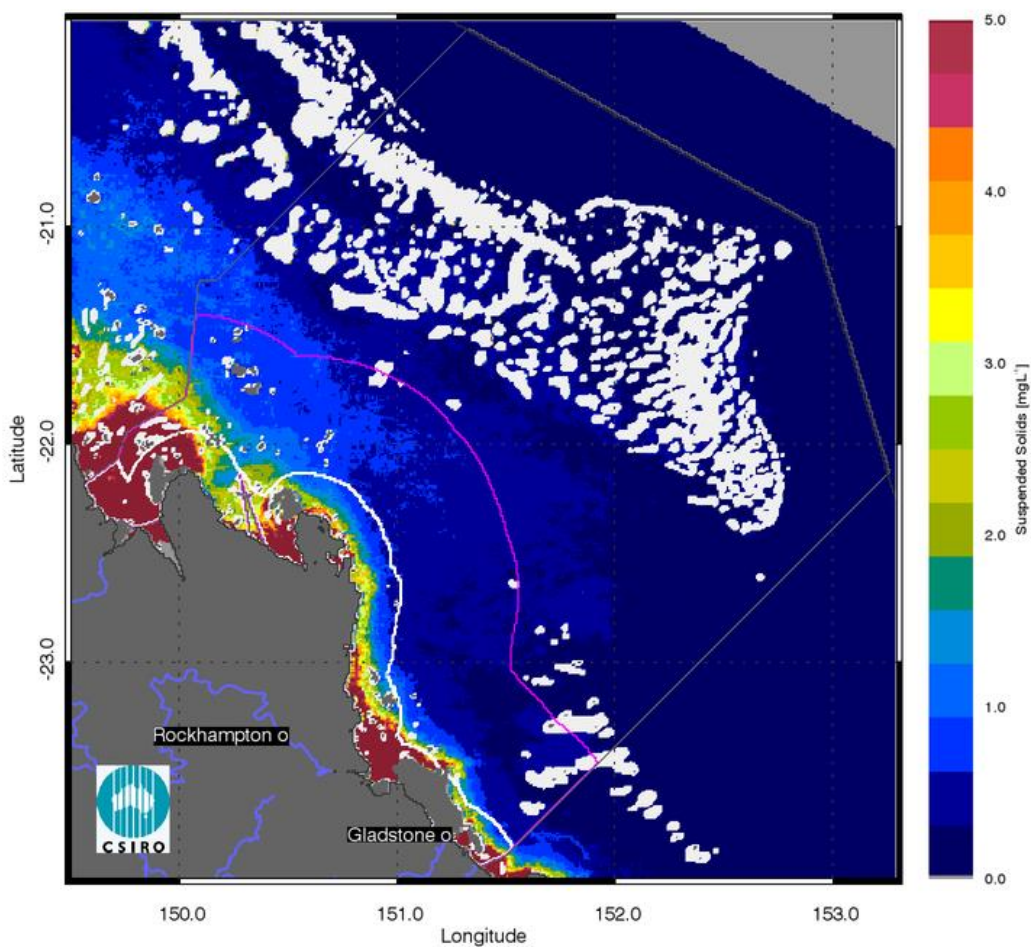 -21.0
-22.0
-23.0
Latitude
Rockhampton o
Gladstone o
CSIRO
150.0
151.0
152.0
153.0
Longitude
5.0
4.0
3.0
2.0
1.0
0.0
Suspended Solids [mgL⁻¹]